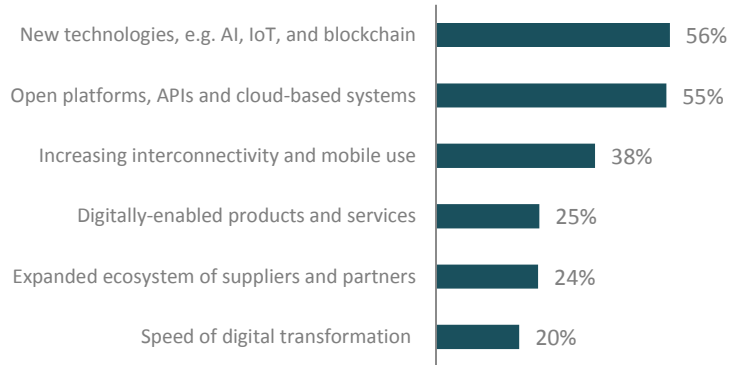 New technologies, e.g. AI, IoT, and blockchain 56%
Open platforms, APIs and cloud-based systems 55%
Increasing interconnectivity and mobile use 38%
Digitally-enabled products and services 25%
Expanded ecosystem of suppliers and partners 24%
Speed of digital transformation 20%